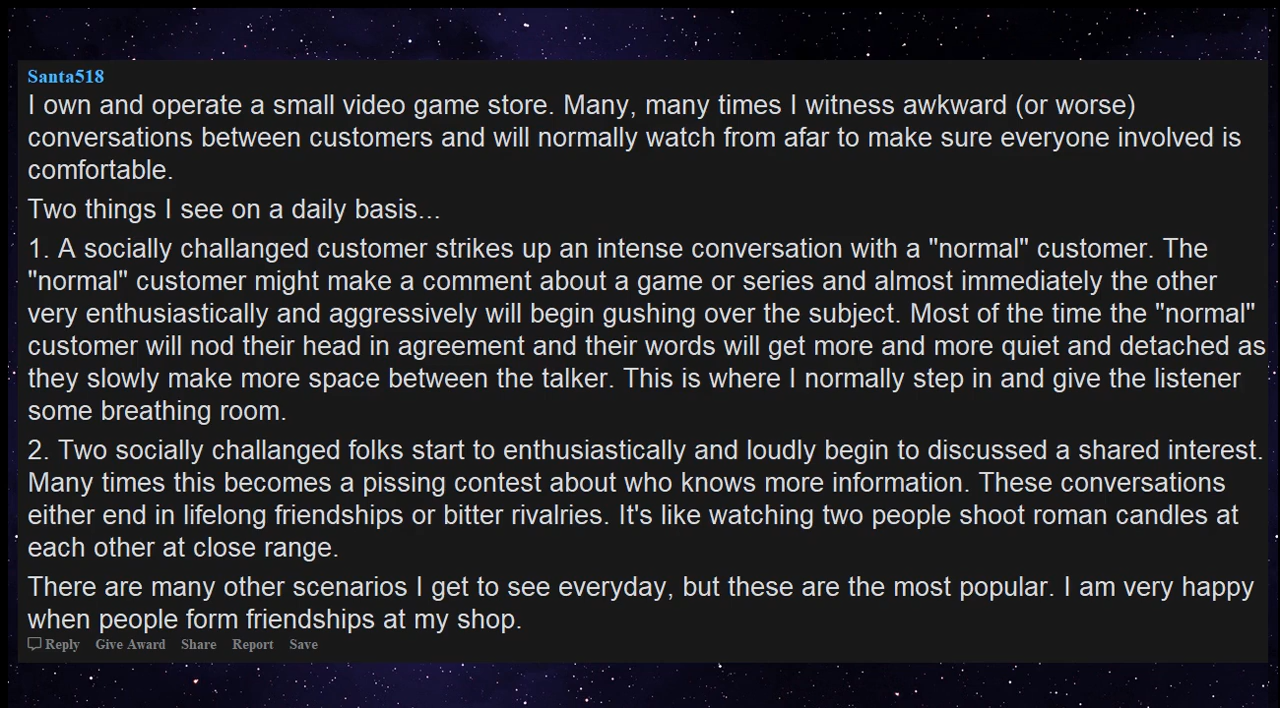 Santa518
I own and operate a small video game store. Many, many times I witness awkward (or worse)
conversations between customers and will normally watch from afar to make sure everyone involved is
comfortable.
Two things I see on a daily basis...
1. A socially challanged customer strikes up an intense conversation with a "normal" customer. The
"normal" customer might make a comment about a game or series and almost immediately the other
very enthusiastically and aggressively will begin gushing over the subject. Most of the time the "normal"
customer will nod their head in agreement and their words will get more and more quiet and detached as
they slowly make more space between the talker. This is where I normally step in and give the listener
some breathing room.
2. Two socially challanged folks start to enthusiastically and loudly begin to discussed a shared interest.
Many times this becomes a pissing contest about who knows more information. These conversations
either end in lifelong friendships or bitter rivalries. It's like watching two people shoot roman candles at
each other at close range.
There are many other scenarios I get to see everyday, but these are the most popular. I am very happy
when people form friendships at my shop.
Reply Give Award Share Report Save